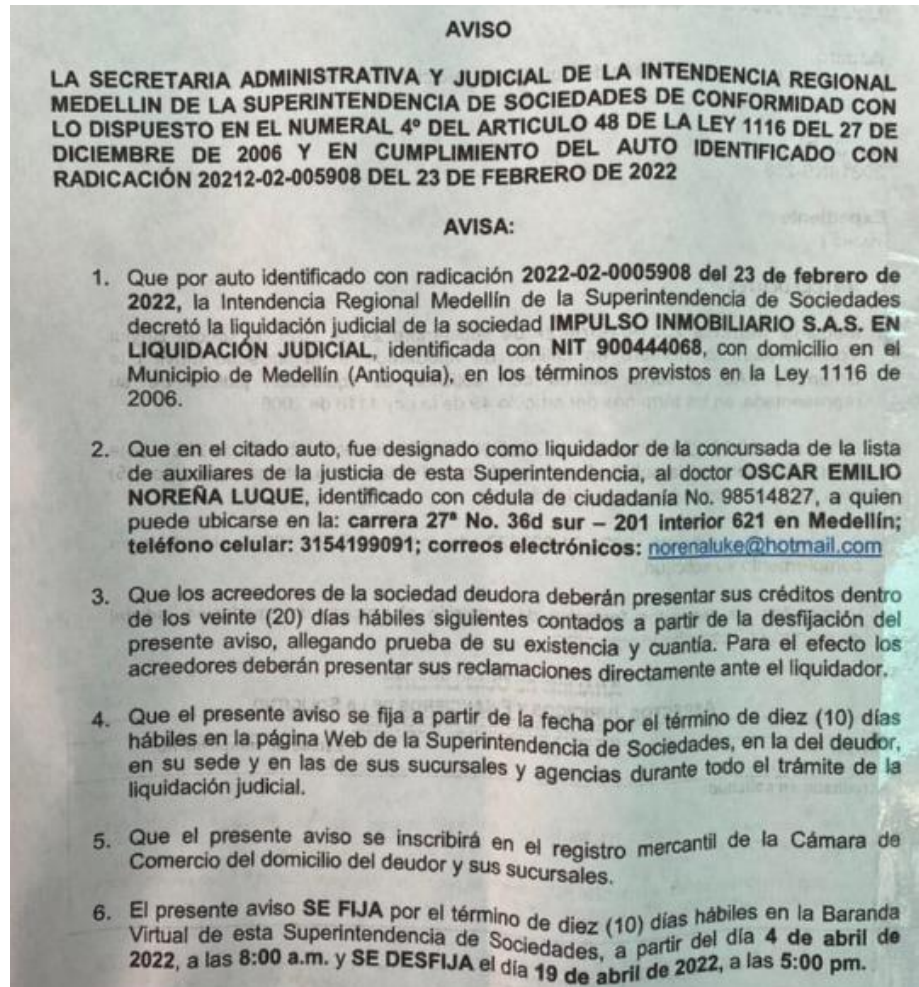 AVISO
LA SECRETARIA ADMINISTRATIVA Y JUDICIAL DE LA INTENDENCIA REGIONAL
MEDELLIN DE LA SUPERINTENDENCIA DE SOCIEDADES DE CONFORMIDAD CON
LO DISPUESTO EN EL NUMERAL 4º DEL ARTICULO 48 DE LA LEY 1116 DEL 27 DE
DICIEMBRE DE 2006 Y EN CUMPLIMIENTO DEL AUTO IDENTIFICADO CON
RADICACIÓN 20212-02-005908 DEL 23 DE FEBRERO DE 2022
AVISA:
1. Que por auto identificado con radicación 2022-02-0005908 del 23 de febrero de
2022, la Intendencia Regional Medellín de la Superintendencia de Sociedades
decretó la liquidación judicial de la sociedad IMPULSO INMOBILIARIO S.A.S. EN
LIQUIDACIÓN JUDICIAL, identificada con NIT 900444068, con domicilio en el
Municipio de Medellín (Antioquia), en los términos previstos en la Ley 1116 de
2006.
2. Que en el citado auto, fue designado como liquidador de la concursada de la lista
de auxiliares de la justicia de esta Superintendencia, al doctor OSCAR EMILIO
NOREÑA LUQUE, identificado con cédula de ciudadanía No. 98514827, a quien
puede ubicarse en la: carrera 27ª No. 36d sur – 201 interior 621 en Medellín;
teléfono celular: 3154199091; correos electrónicos: norenaluke@hotmail.com
3. Que los acreedores de la sociedad deudora deberán presentar sus créditos dentro
de los veinte (20) días hábiles siguientes contados a partir de la desfijación del
presente aviso, allegando prueba de su existencia y cuantía. Para el efecto los
acreedores deberán presentar sus reclamaciones directamente ante el liquidador.
4. Que el presente aviso se fija a partir de la fecha por el término de diez (10) días
hábiles en la página Web de la Superintendencia de Sociedades, en la del deudor,
en su sede y en las de sus sucursales y agencias durante todo el trámite de la
liquidación judicial.
5. Que el presente aviso se inscribirá en el registro mercantil de la Cámara de
Comercio del domicilio del deudor y sus sucursales.
6. El presente aviso SE FIJA por el término de diez (10) días hábiles en la Baranda
Virtual de esta Superintendencia de Sociedades, a partir del día 4 de abril de
2022, a las 8:00 a.m. y SE DESFIJA el día 19 de abril de 2022, a las 5:00 pm.